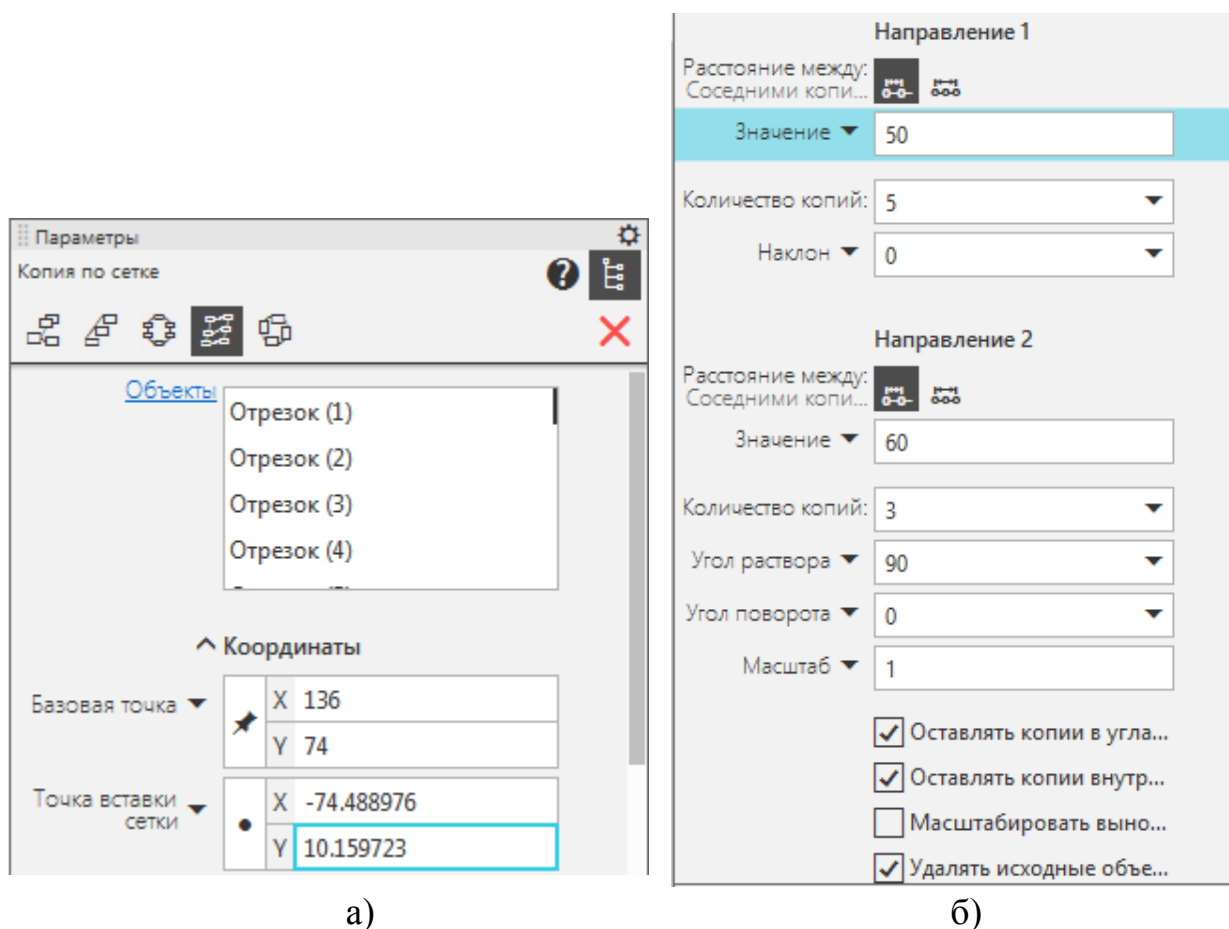 Параметры
Копия по сетке
Объекты
Отрезок (1)
Отрезок (2)
Отрезок (3)
Отрезок (4)
Координаты
Базовая точка
X 136
Y 74
Точка вставки
сетки
X -74.488976
Y 10.159723
а)
Направление 1
Расстояние между:
Соседними копи...
Значение 50
Количество копий: 5
Наклон 0
Направление 2
Расстояние между:
Соседними копи...
Значение 60
Количество копий: 3
Угол раствора 90
Угол поворота 0
Масштаб 1
Оставлять копии в угла...
Оставлять копии внутр...
Масштабировать выно...
Удалять исходные объе...
б)